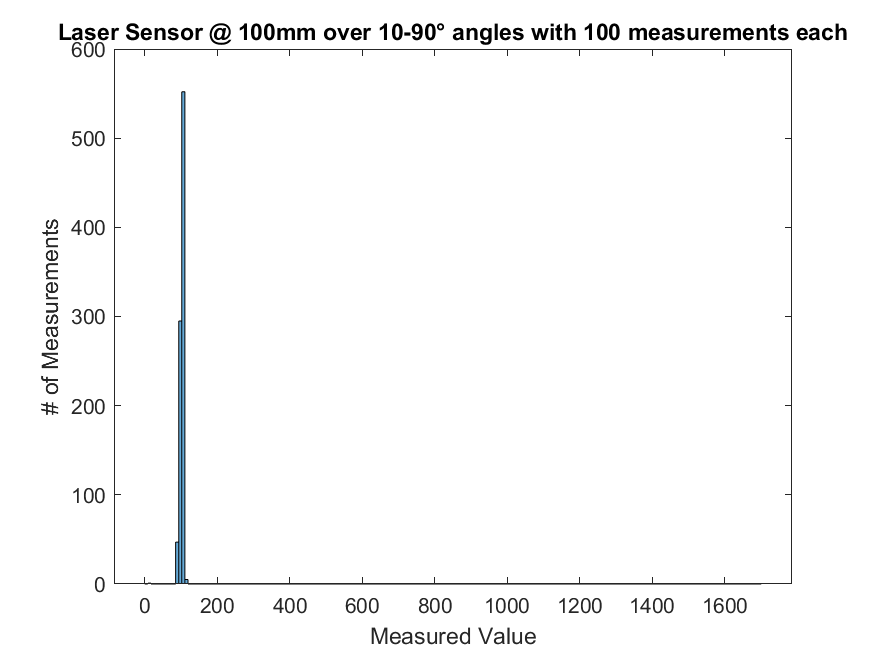 Laser Sensor @ 100mm over 10-90° angles with 100 measurements each
600
500
400
300
200
100
0
# of Measurements
0 200 400 600 800 1000 1200 1400 1600
Measured Value